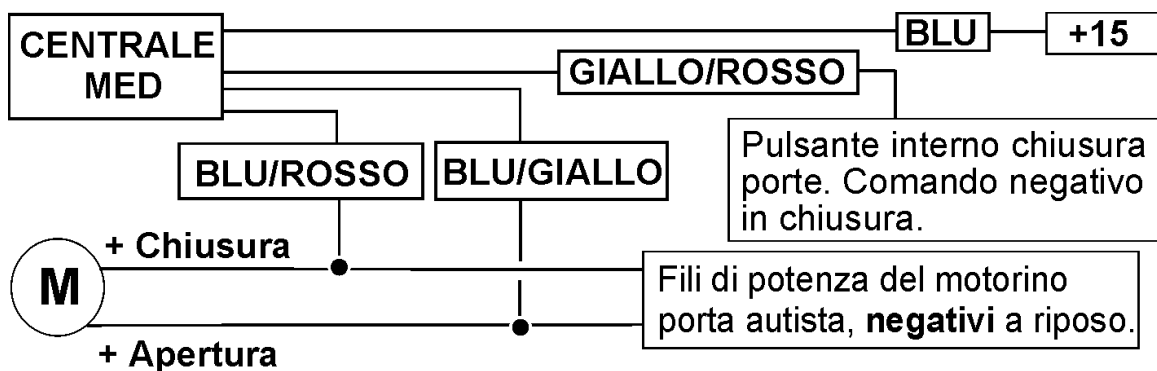 CENTRALE
MED
BLU
+15
GIALLO/ROSSO
BLU/ROSSO
BLU/GIALLO
Pulsante interno chiusura
porte. Comando negativo
in chiusura.
+ Chiusura
M
Fili di potenza del motorino
porta autista, negativi a riposo.
+ Apertura